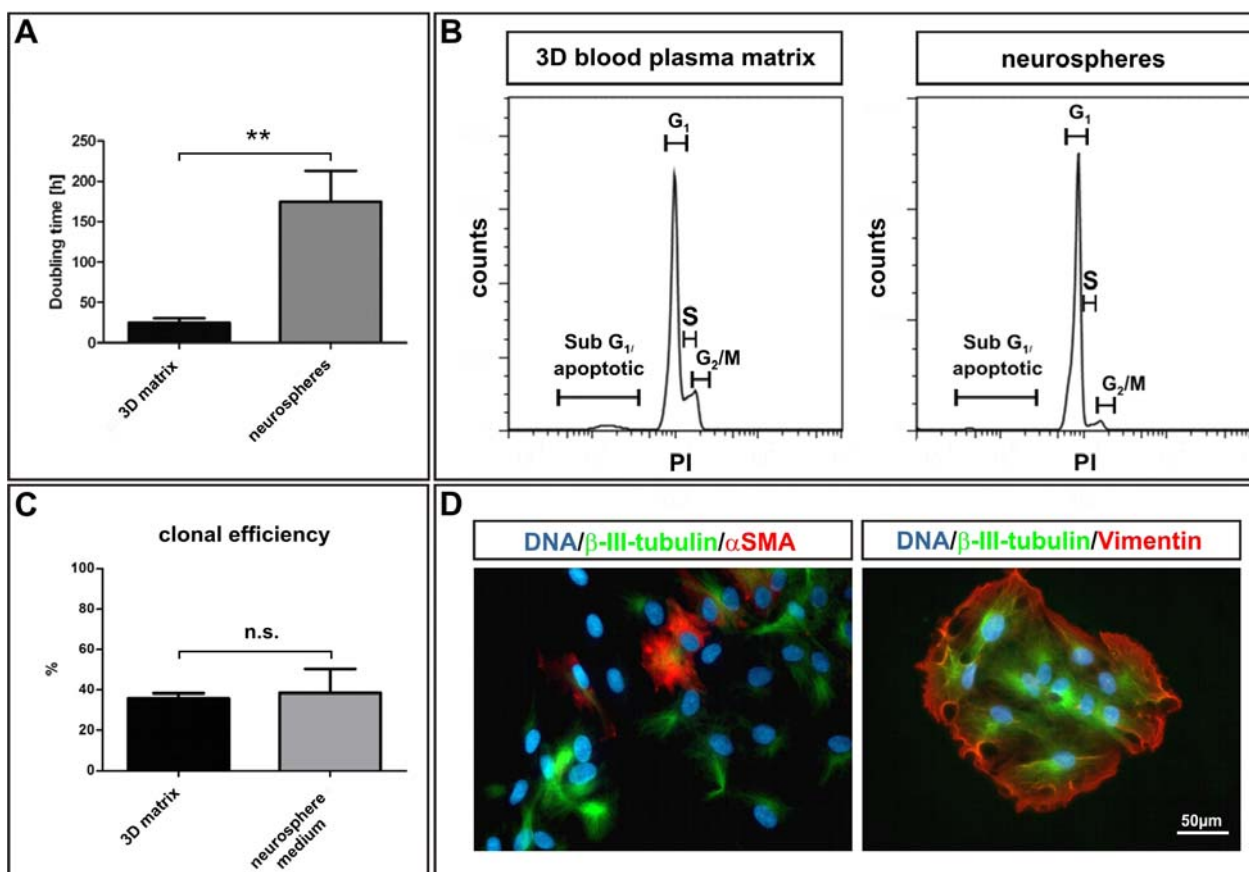 A
**
250
200
150
100
50
0
Doubling time [h]
3D matrix
neurospheres
B
3D blood plasma matrix
G1
S
G2/M
Sub G1/
apoptotic
counts
PI
neurospheres
G1
S
G2/M
Sub G1/
apoptotic
counts
PI
C
clonal efficiency
n.s.
100
80
60
40
20
0
%
3D matrix
neurosphere
medium
D
DNA/β-III-tubulin/αSMA
DNA/β-III-tubulin/Vimentin
50µm